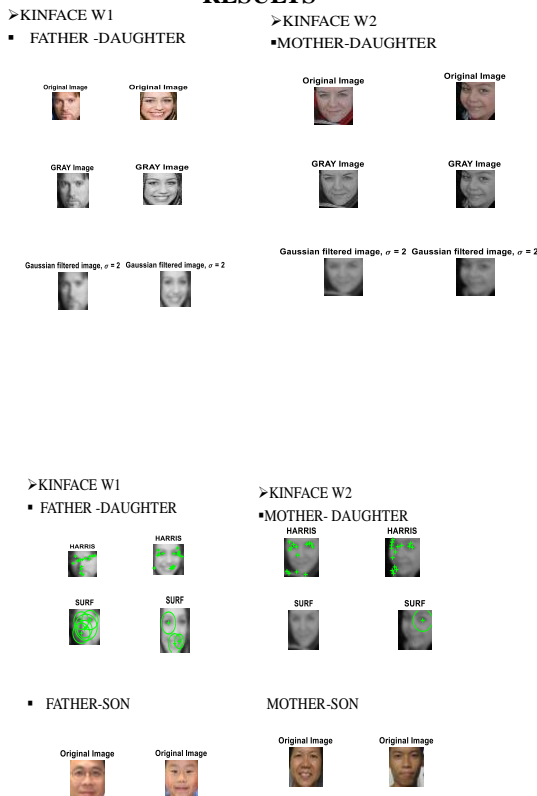 RESULTS
➢KINFACE W1
▪ FATHER -DAUGHTER
Original Image Original Image
GRAY Image GRAY Image
Gaussian filtered image, σ = 2 Gaussian filtered image, σ = 2
➢KINFACE W2
▪MOTHER-DAUGHTER
Original Image Original Image
GRAY Image GRAY Image
Gaussian filtered image, σ = 2 Gaussian filtered image, σ = 2
➢KINFACE W1
▪ FATHER -DAUGHTER
HARRIS HARRIS
SURF SURF
➢KINFACE W2
▪MOTHER- DAUGHTER
HARRIS HARRIS
SURF SURF
▪ FATHER-SON
Original Image Original Image
MOTHER-SON
Original Image Original Image